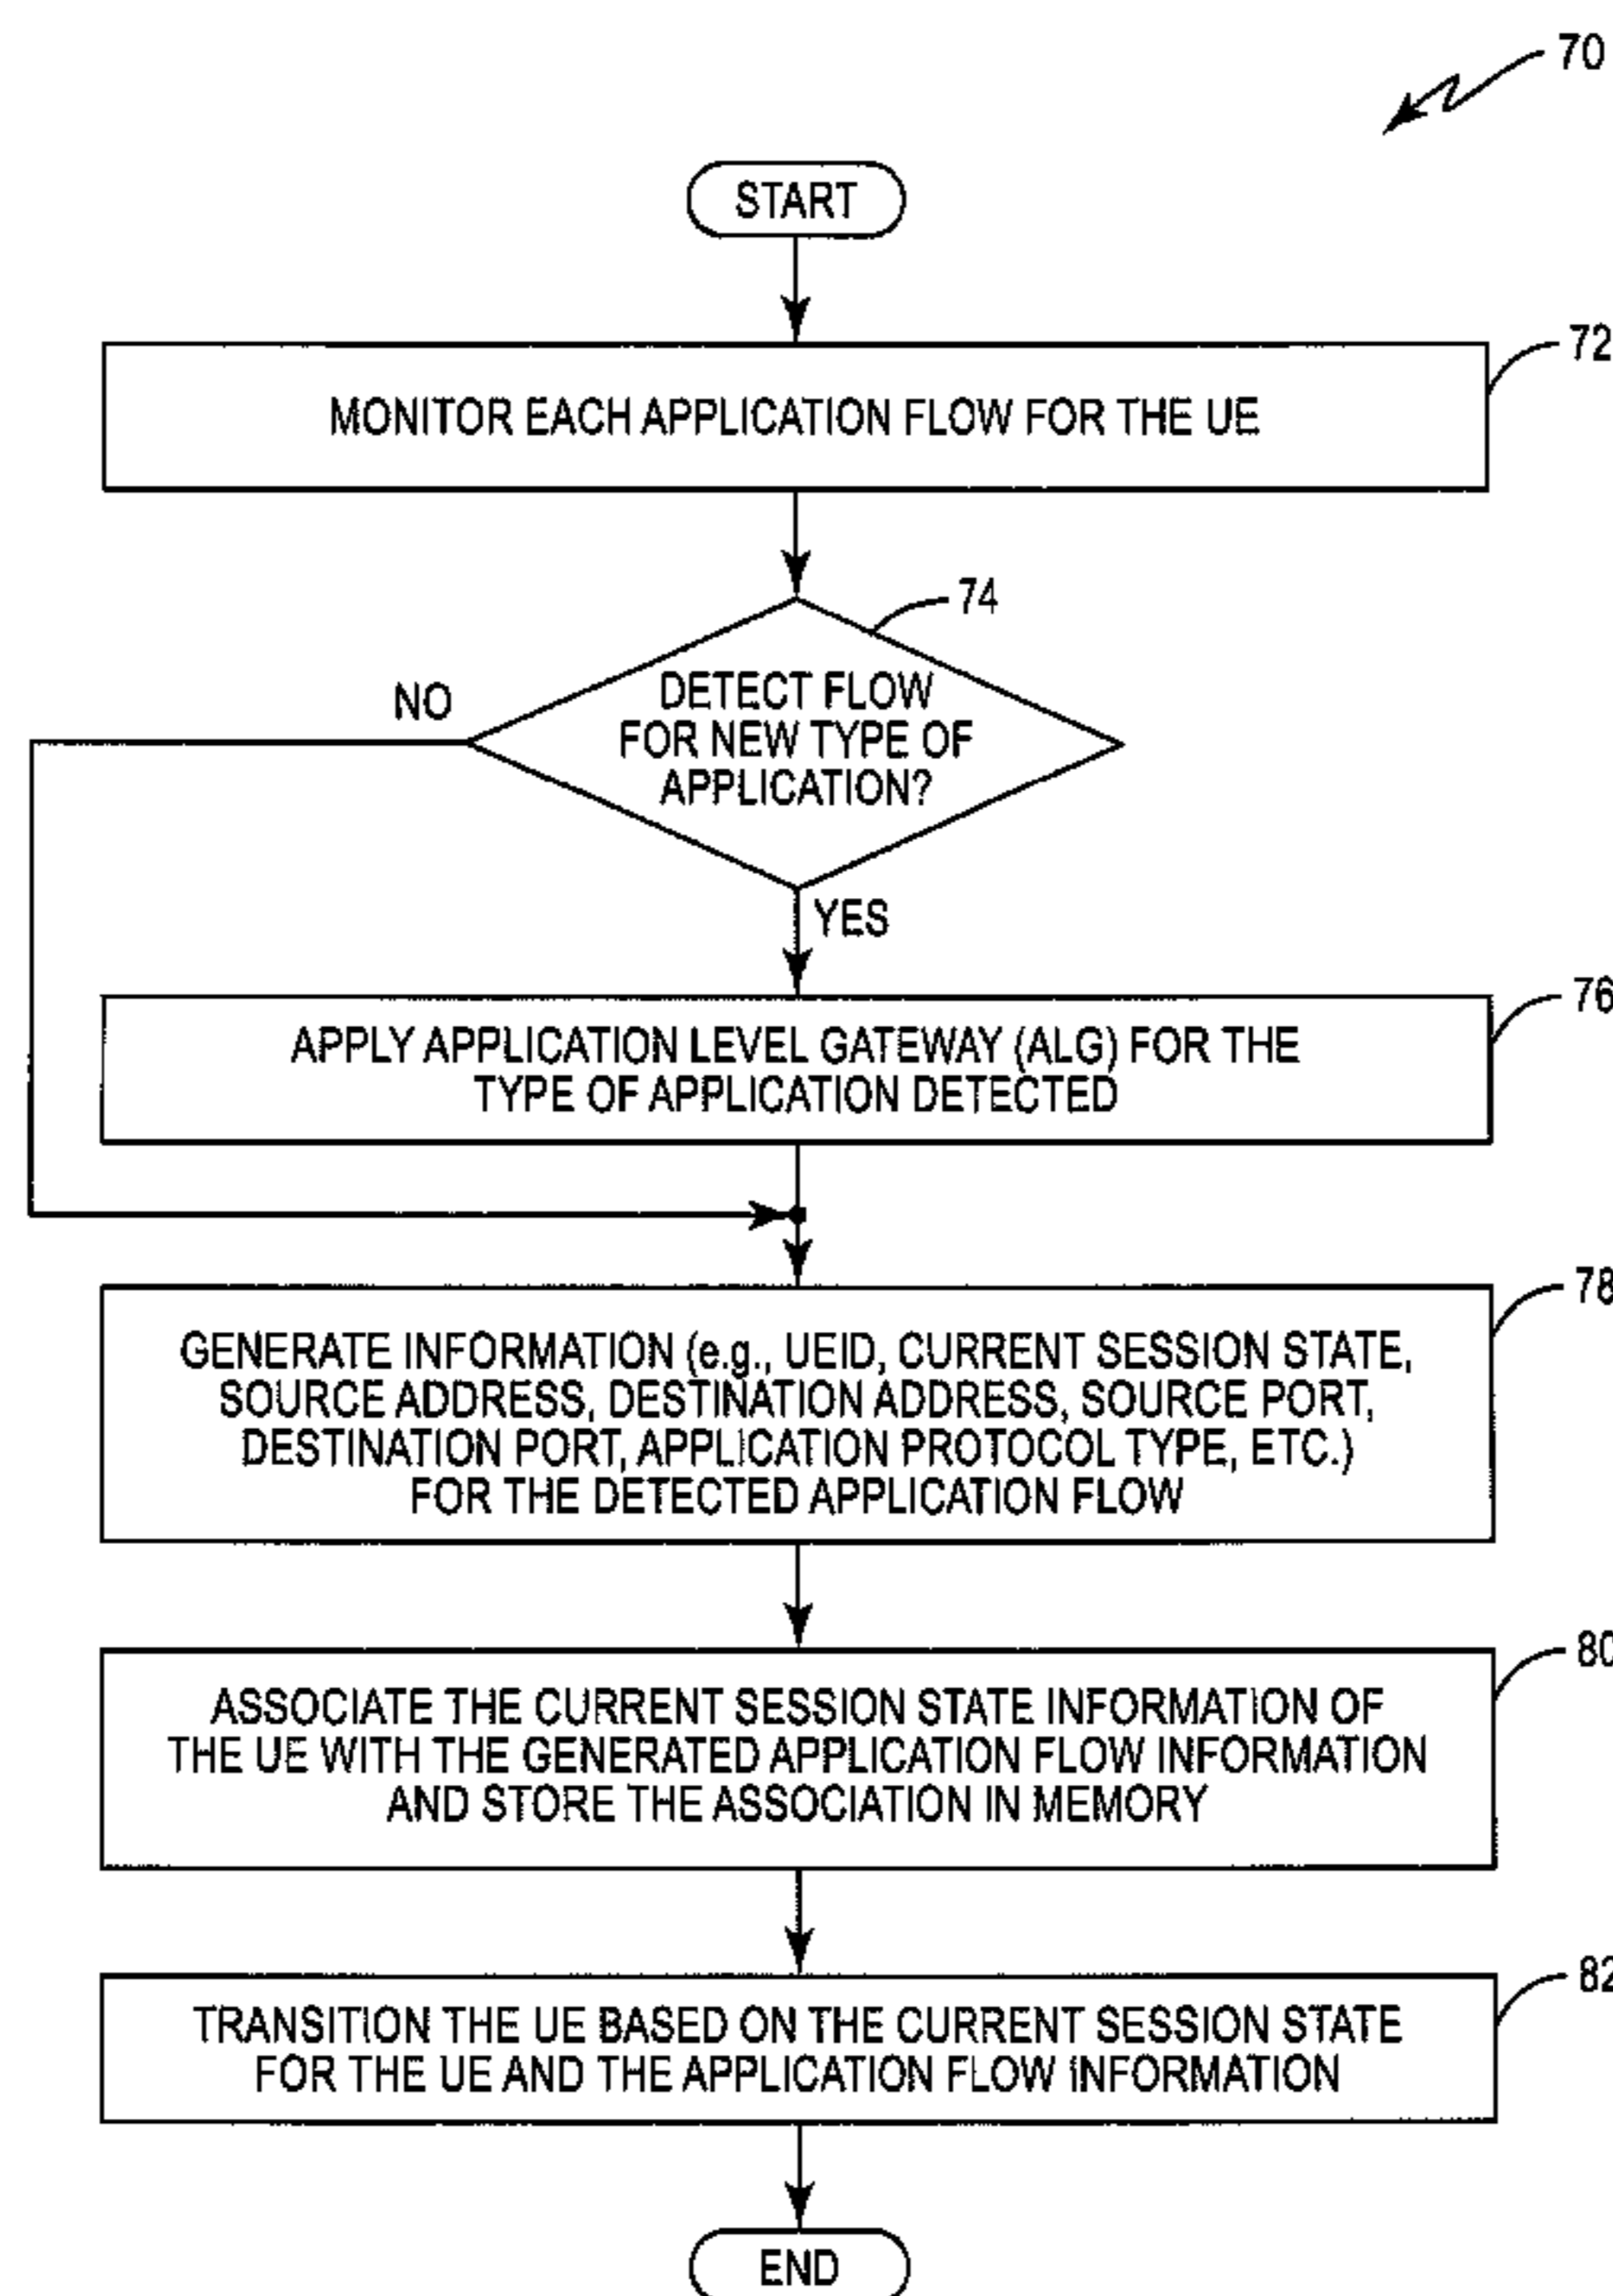 70
START
72
MONITOR EACH APPLICATION FLOW FOR THE UE
74
DETECT FLOW
FOR NEW TYPE OF
APPLICATION?
NO
YES
76
APPLY APPLICATION LEVEL GATEWAY (ALG) FOR THE
TYPE OF APPLICATION DETECTED
78
GENERATE INFORMATION (e.g., UEID, CURRENT SESSION STATE,
SOURCE ADDRESS, DESTINATION ADDRESS, SOURCE PORT,
DESTINATION PORT, APPLICATION PROTOCOL TYPE, ETC.)
FOR THE DETECTED APPLICATION FLOW
80
ASSOCIATE THE CURRENT SESSION STATE INFORMATION OF
THE UE WITH THE GENERATED APPLICATION FLOW INFORMATION
AND STORE THE ASSOCIATION IN MEMORY
82
TRANSITION THE UE BASED ON THE CURRENT SESSION STATE
FOR THE UE AND THE APPLICATION FLOW INFORMATION
END